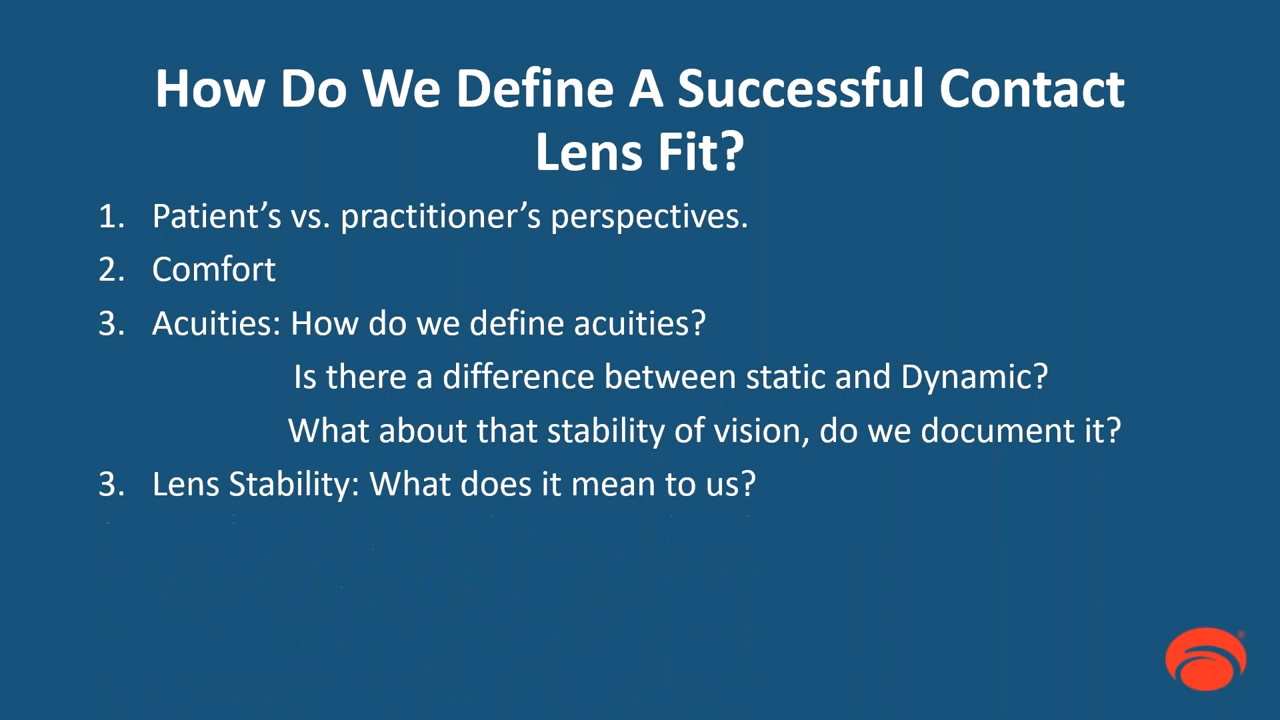 How Do We Define A Successful Contact
Lens Fit?
1. Patient’s vs. practitioner’s perspectives.
2. Comfort
3. Acuities: How do we define acuities?
Is there a difference between static and Dynamic?
What about that stability of vision, do we document it?
3. Lens Stability: What does it mean to us?